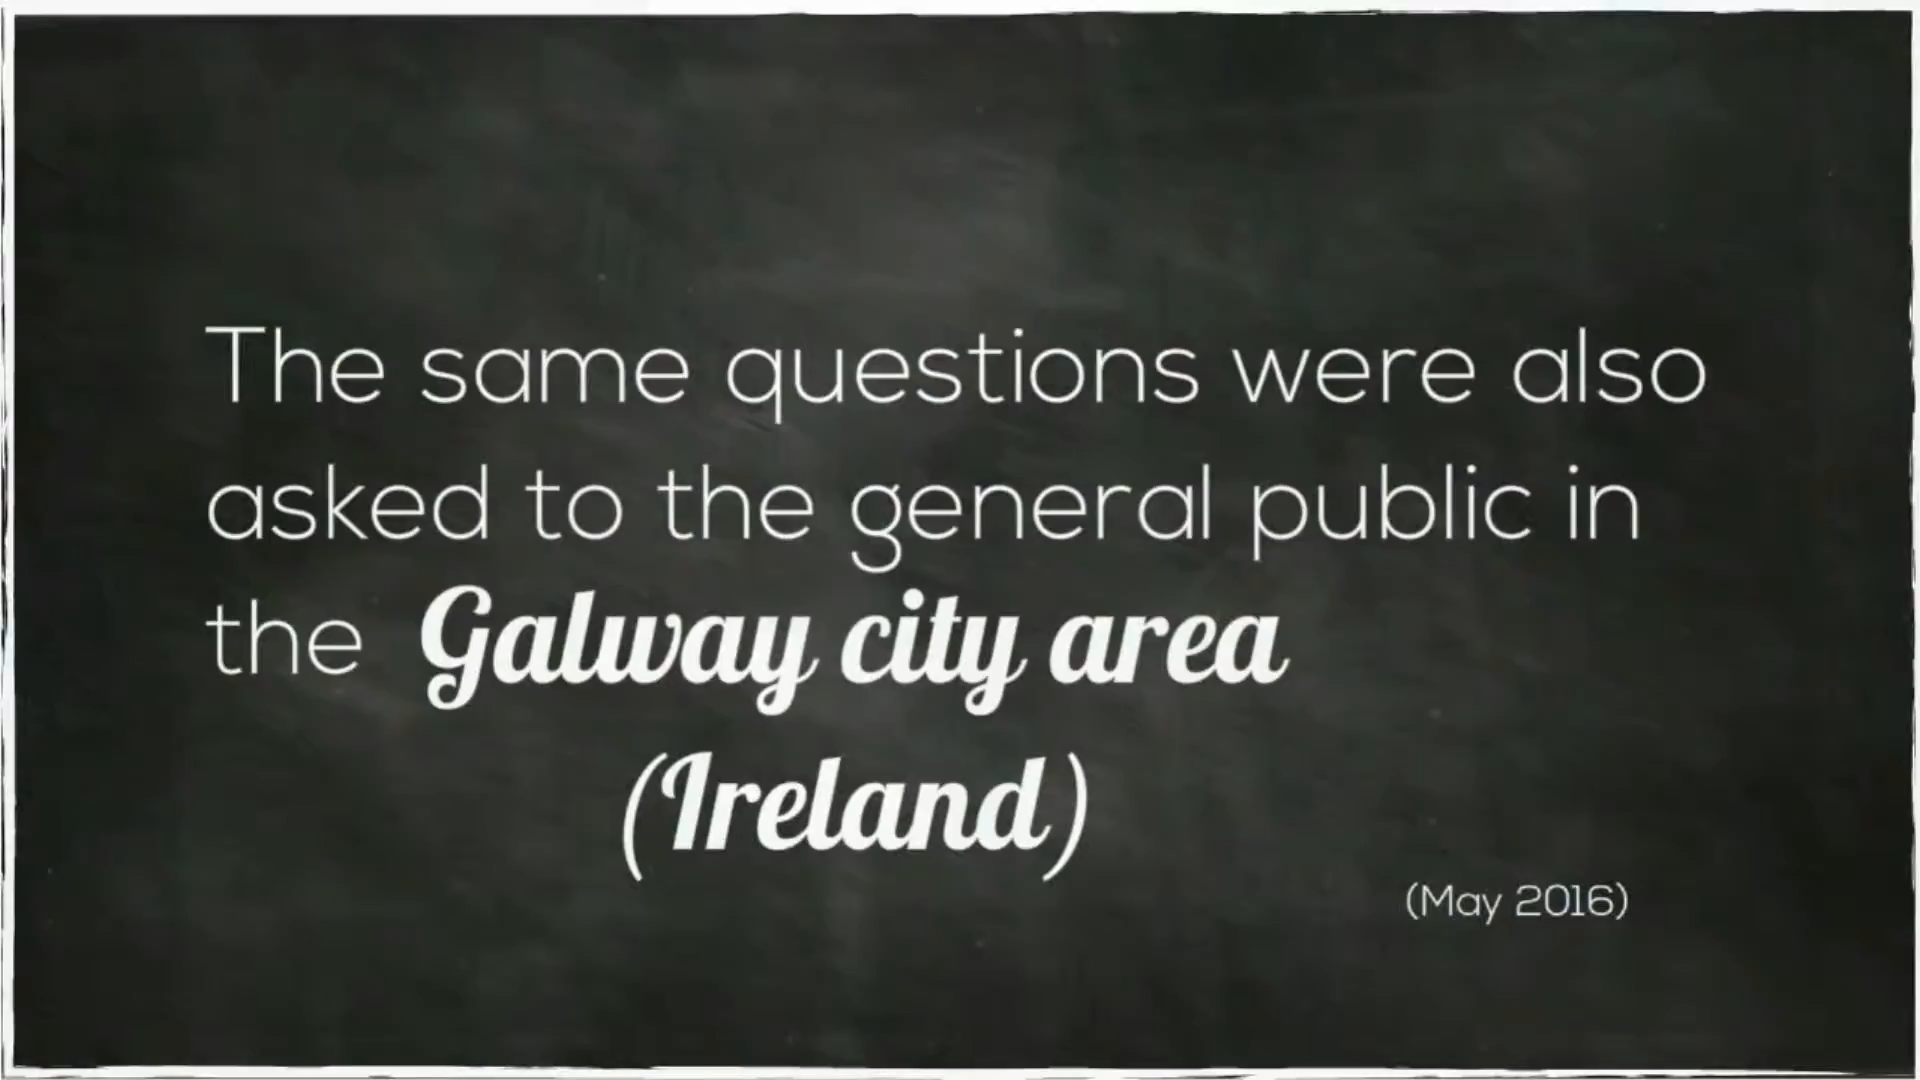 The same questions were also
asked to the general public in
the Galway city area
(Ireland)
(May 2016)